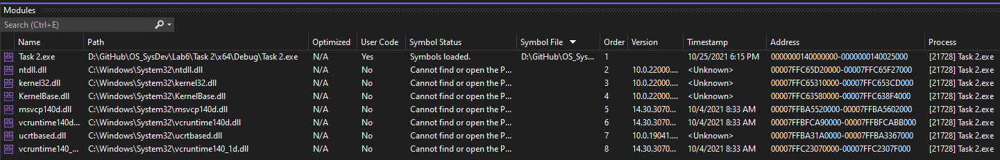 Modules
Search (Ctrl+E)
Name Path Optimized User Code Symbol Status Symbol File Order Version Timestamp Address Process
Task 2.exe D:\GitHub\OS_SysDev\Lab6\Task 2\x64\Debug\Task 2.exe N/A Yes Symbols loaded. D:\GitHub\OS_Sys... 1 10/25/2021 6:15 PM 0000000140000000-0000000140025000 [21728] Task 2.exe
ntdll.dll C:\Windows\System32\ntdll.dll N/A No Cannot find or open the P... 2 10.0.22000.... <Unknown> 00007FFC65D20000-00007FFC65F27000 [21728] Task 2.exe
kernel32.dll C:\Windows\System32\kernel32.dll N/A No Cannot find or open the P... 3 10.0.22000.... <Unknown> 00007FFC65310000-00007FFC653CD000 [21728] Task 2.exe
KernelBase.dll C:\Windows\System32\KernelBase.dll N/A No Cannot find or open the P... 4 10.0.22000.... <Unknown> 00007FFC63580000-00007FFC638F4000 [21728] Task 2.exe
msvcp140d.dll C:\Windows\System32\msvcp140d.dll N/A No Cannot find or open the P... 5 14.30.3070... 10/4/2021 8:33 AM 00007FFBA5520000-00007FFBA5602000 [21728] Task 2.exe
vcruntime140d... C:\Windows\System32\vcruntime140d.dll N/A No Cannot find or open the P... 6 14.30.3070... 10/4/2021 8:33 AM 00007FFBFCA90000-00007FFBFCABB000 [21728] Task 2.exe
ucrtbased.dll C:\Windows\System32\ucrtbased.dll N/A No Cannot find or open the P... 7 10.0.19041.... <Unknown> 00007FFBA31A0000-00007FFBA3367000 [21728] Task 2.exe
vcruntime140_... C:\Windows\System32\vcruntime140_1d.dll N/A No Cannot find or open the P... 8 14.30.3070... 10/4/2021 8:33 AM 00007FFC23070000-00007FFC2307F000 [21728] Task 2.exe